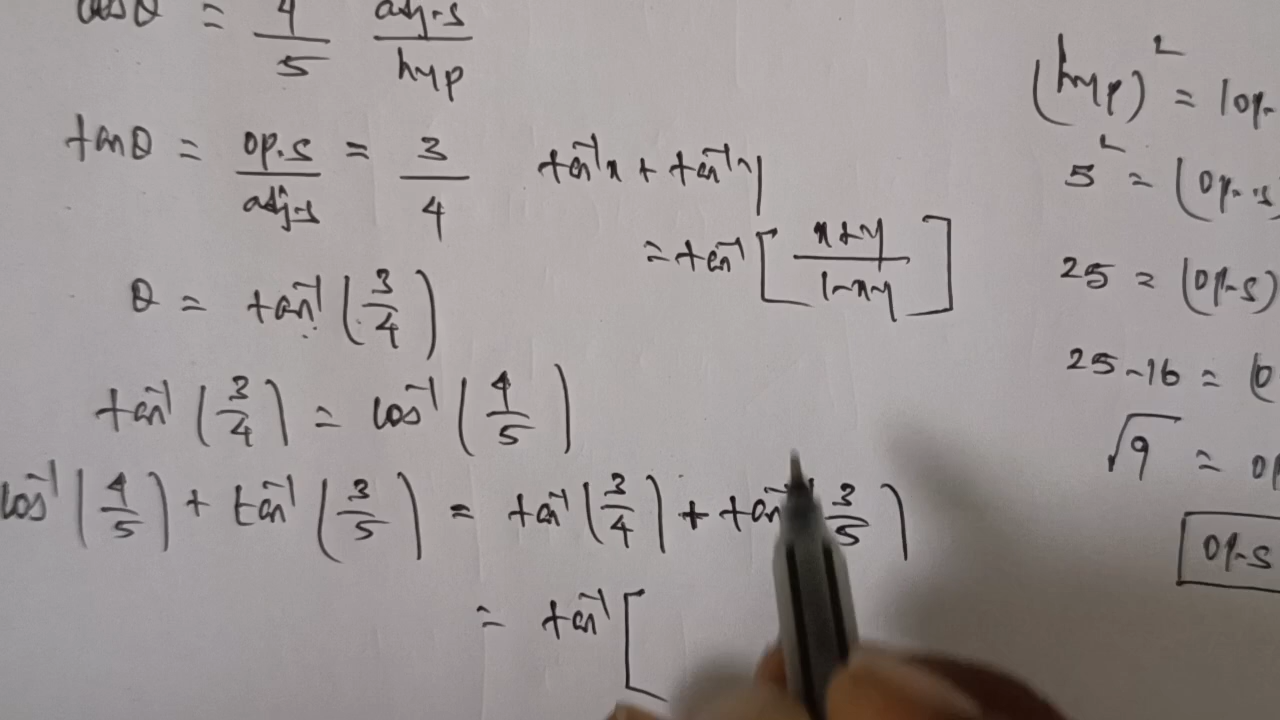 cosθ = 4/5 adj.s/hyp
tanθ = op.s/adj.s = 3/4
θ = tan⁻¹(3/4)
tan⁻¹x + tan⁻¹y
= tan⁻¹[x+y/1-xy]
tan⁻¹(3/4) = cos⁻¹(4/5)
cos⁻¹(4/5) + tan⁻¹(3/5) = tan⁻¹(3/4) + tan⁻¹(3/5)
= tan⁻¹[
(hyp)² = (op.
5² = (op.s
25 = (op.s)
25-16 = (o
√9 = op
op.s